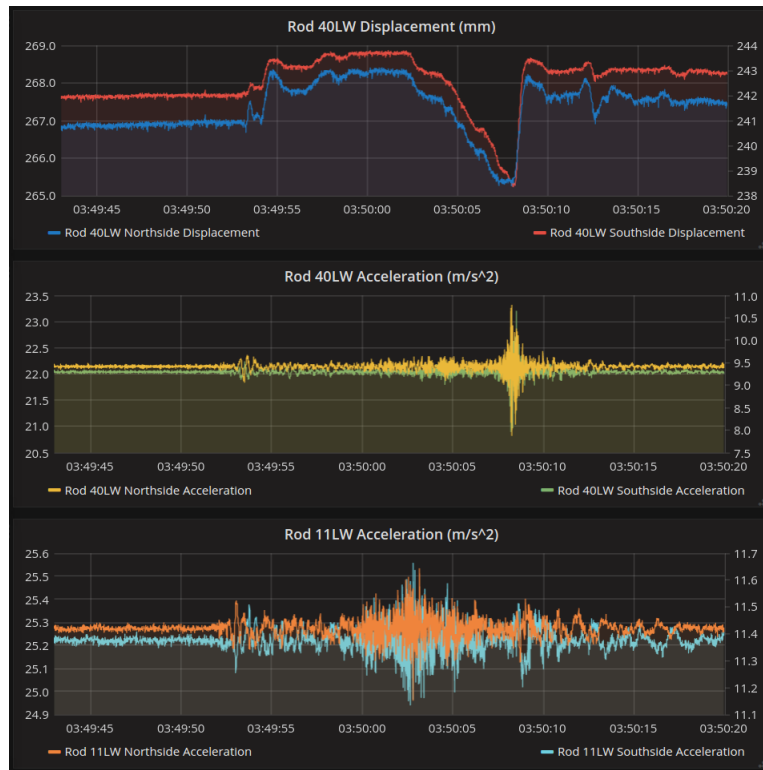 Rod 40LW Displacement (mm)
269.0 244
268.0 243
242
267.0 241
240
266.0 239
265.0 238
03:49:45 03:49:50 03:49:55 03:50:00 03:50:05 03:50:10 03:50:15 03:50:20
Rod 40LW Northside Displacement Rod 40LW Southside Displacement
Rod 40LW Acceleration (m/s^2)
23.5 11.0
23.0 10.5
22.5 10.0
22.0 9.5
9.0
21.5 8.5
21.0 8.0
20.5 7.5
03:49:45 03:49:50 03:49:55 03:50:00 03:50:05 03:50:10 03:50:15 03:50:20
Rod 40LW Northside Acceleration Rod 40LW Southside Acceleration
Rod 11LW Acceleration (m/s^2)
25.6 11.7
25.5 11.6
25.4 11.5
25.3
25.2 11.4
25.1 11.3
25.0 11.2
24.9 11.1
03:49:45 03:49:50 03:49:55 03:50:00 03:50:05 03:50:10 03:50:15 03:50:20
Rod 11LW Northside Acceleration Rod 11LW Southside Acceleration